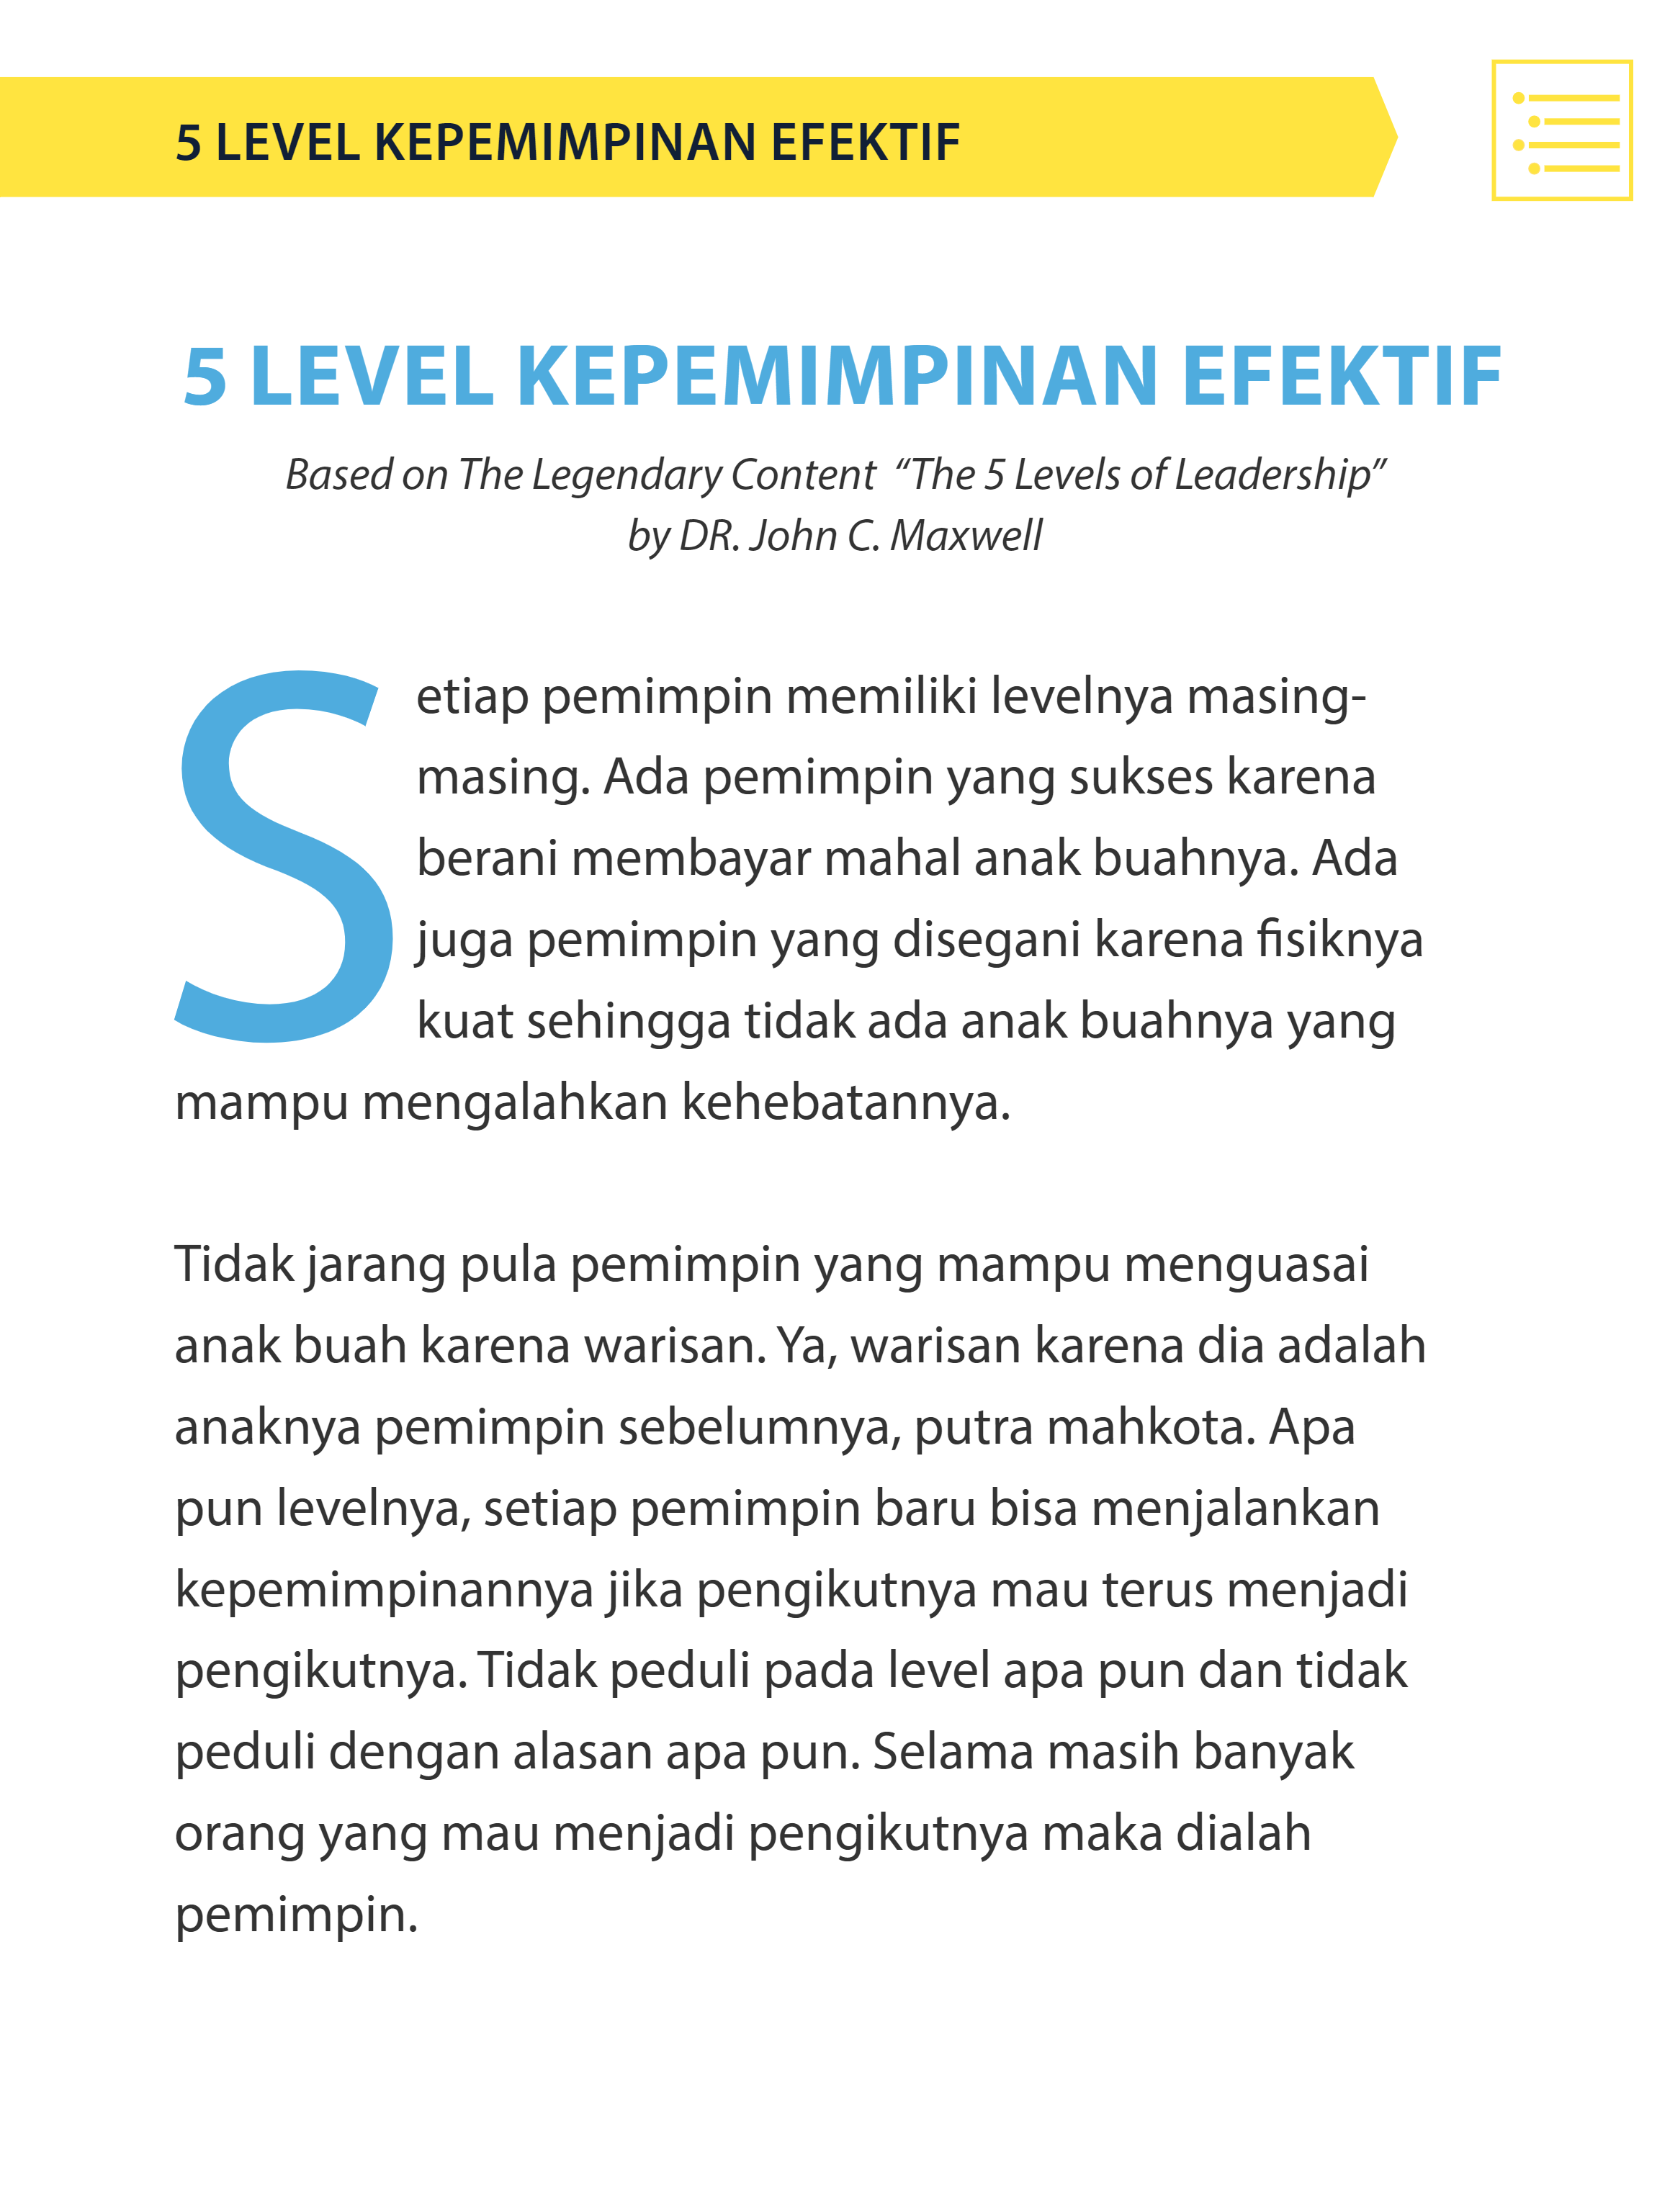 5 LEVEL KEPEMIMPINAN EFEKTIF
5 LEVEL KEPEMIMPINAN EFEKTIF
Based on The Legendary Content “The 5 Levels of Leadership”
by DR. John C. Maxwell
Setiap pemimpin memiliki levelnya masing-
masing. Ada pemimpin yang sukses karena
berani membayar mahal anak buahnya. Ada
juga pemimpin yang disegani karena fisiknya
kuat sehingga tidak ada anak buahnya yang
mampu mengalahkan kehebatannya.
Tidak jarang pula pemimpin yang mampu menguasai
anak buah karena warisan. Ya, warisan karena dia adalah
anaknya pemimpin sebelumnya, putra mahkota. Apa
pun levelnya, setiap pemimpin baru bisa menjalankan
kepemimpinannya jika pengikutnya mau terus menjadi
pengikutnya. Tidak peduli pada level apa pun dan tidak
peduli dengan alasan apa pun. Selama masih banyak
orang yang mau menjadi pengikutnya maka dialah
pemimpin.